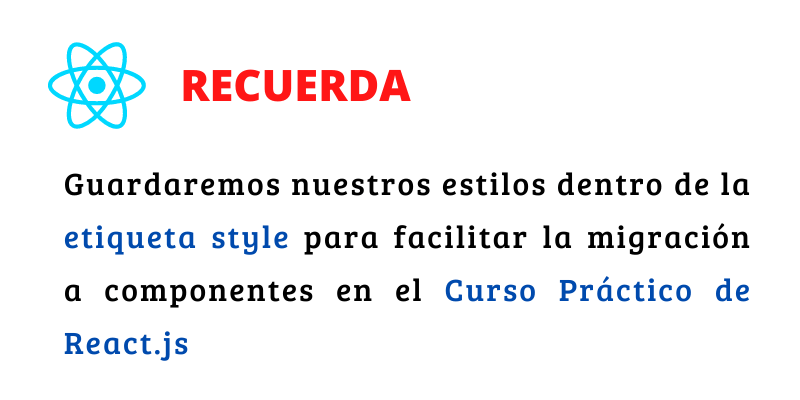 RECUERDA
Guardaremos nuestros estilos dentro de la
etiqueta style para facilitar la migración
a componentes en el Curso Práctico de
React.js